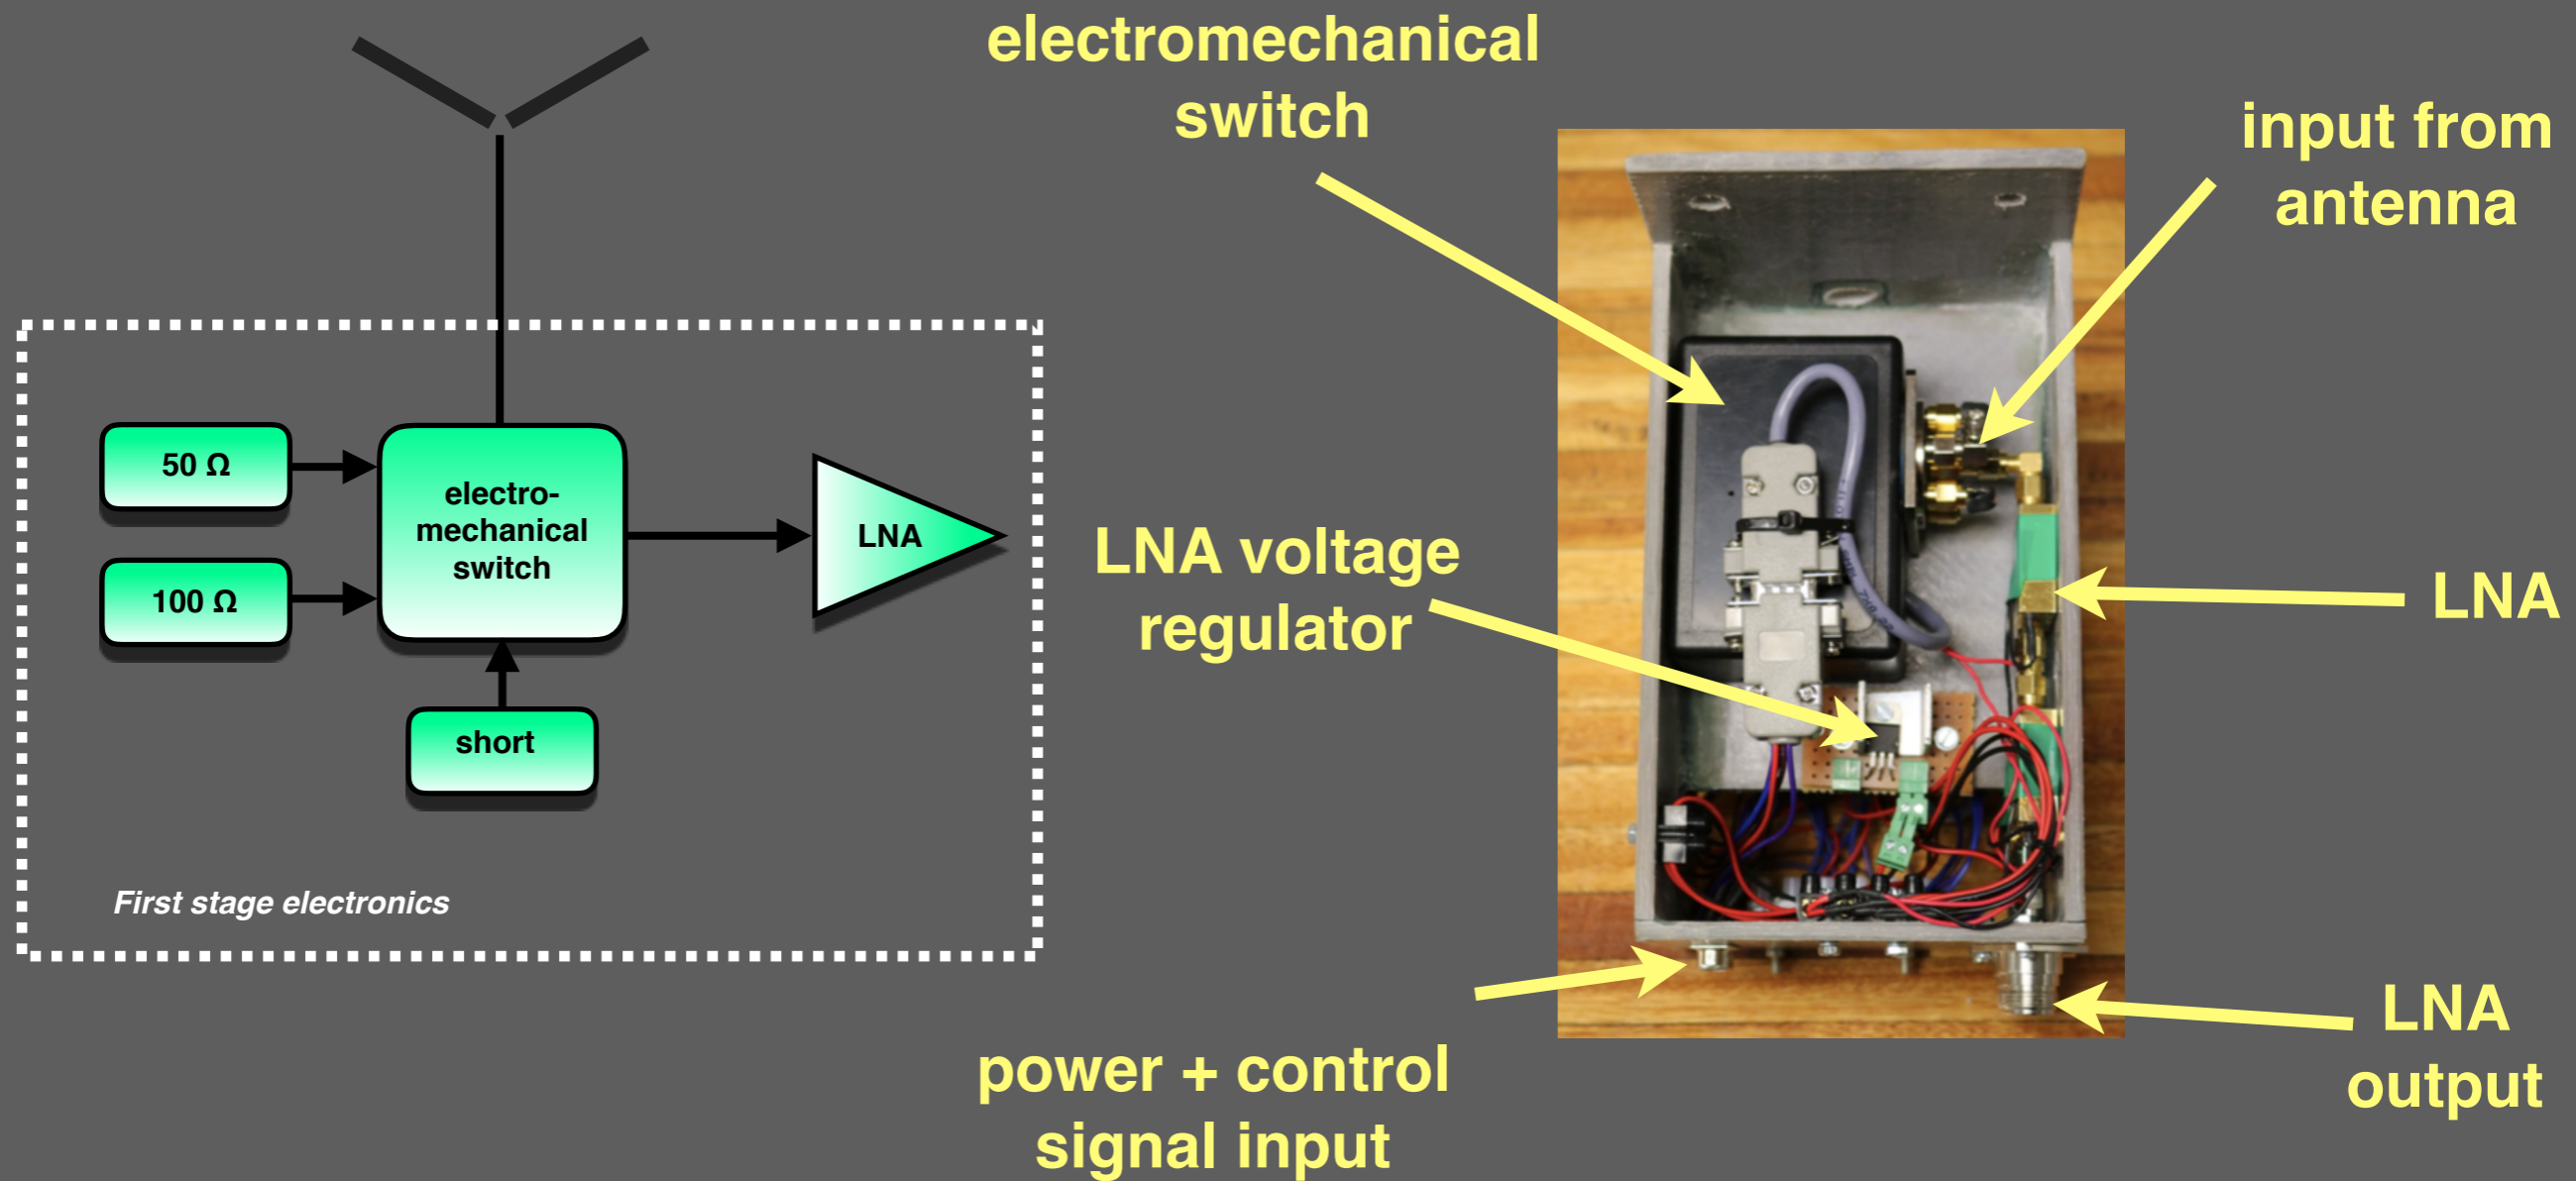 electromechanical
switch
input from
antenna
50 Ω
100 Ω
electro-
mechanical
switch
LNA
short
First stage electronics
LNA voltage
regulator
LNA
power + control
signal input
LNA
output